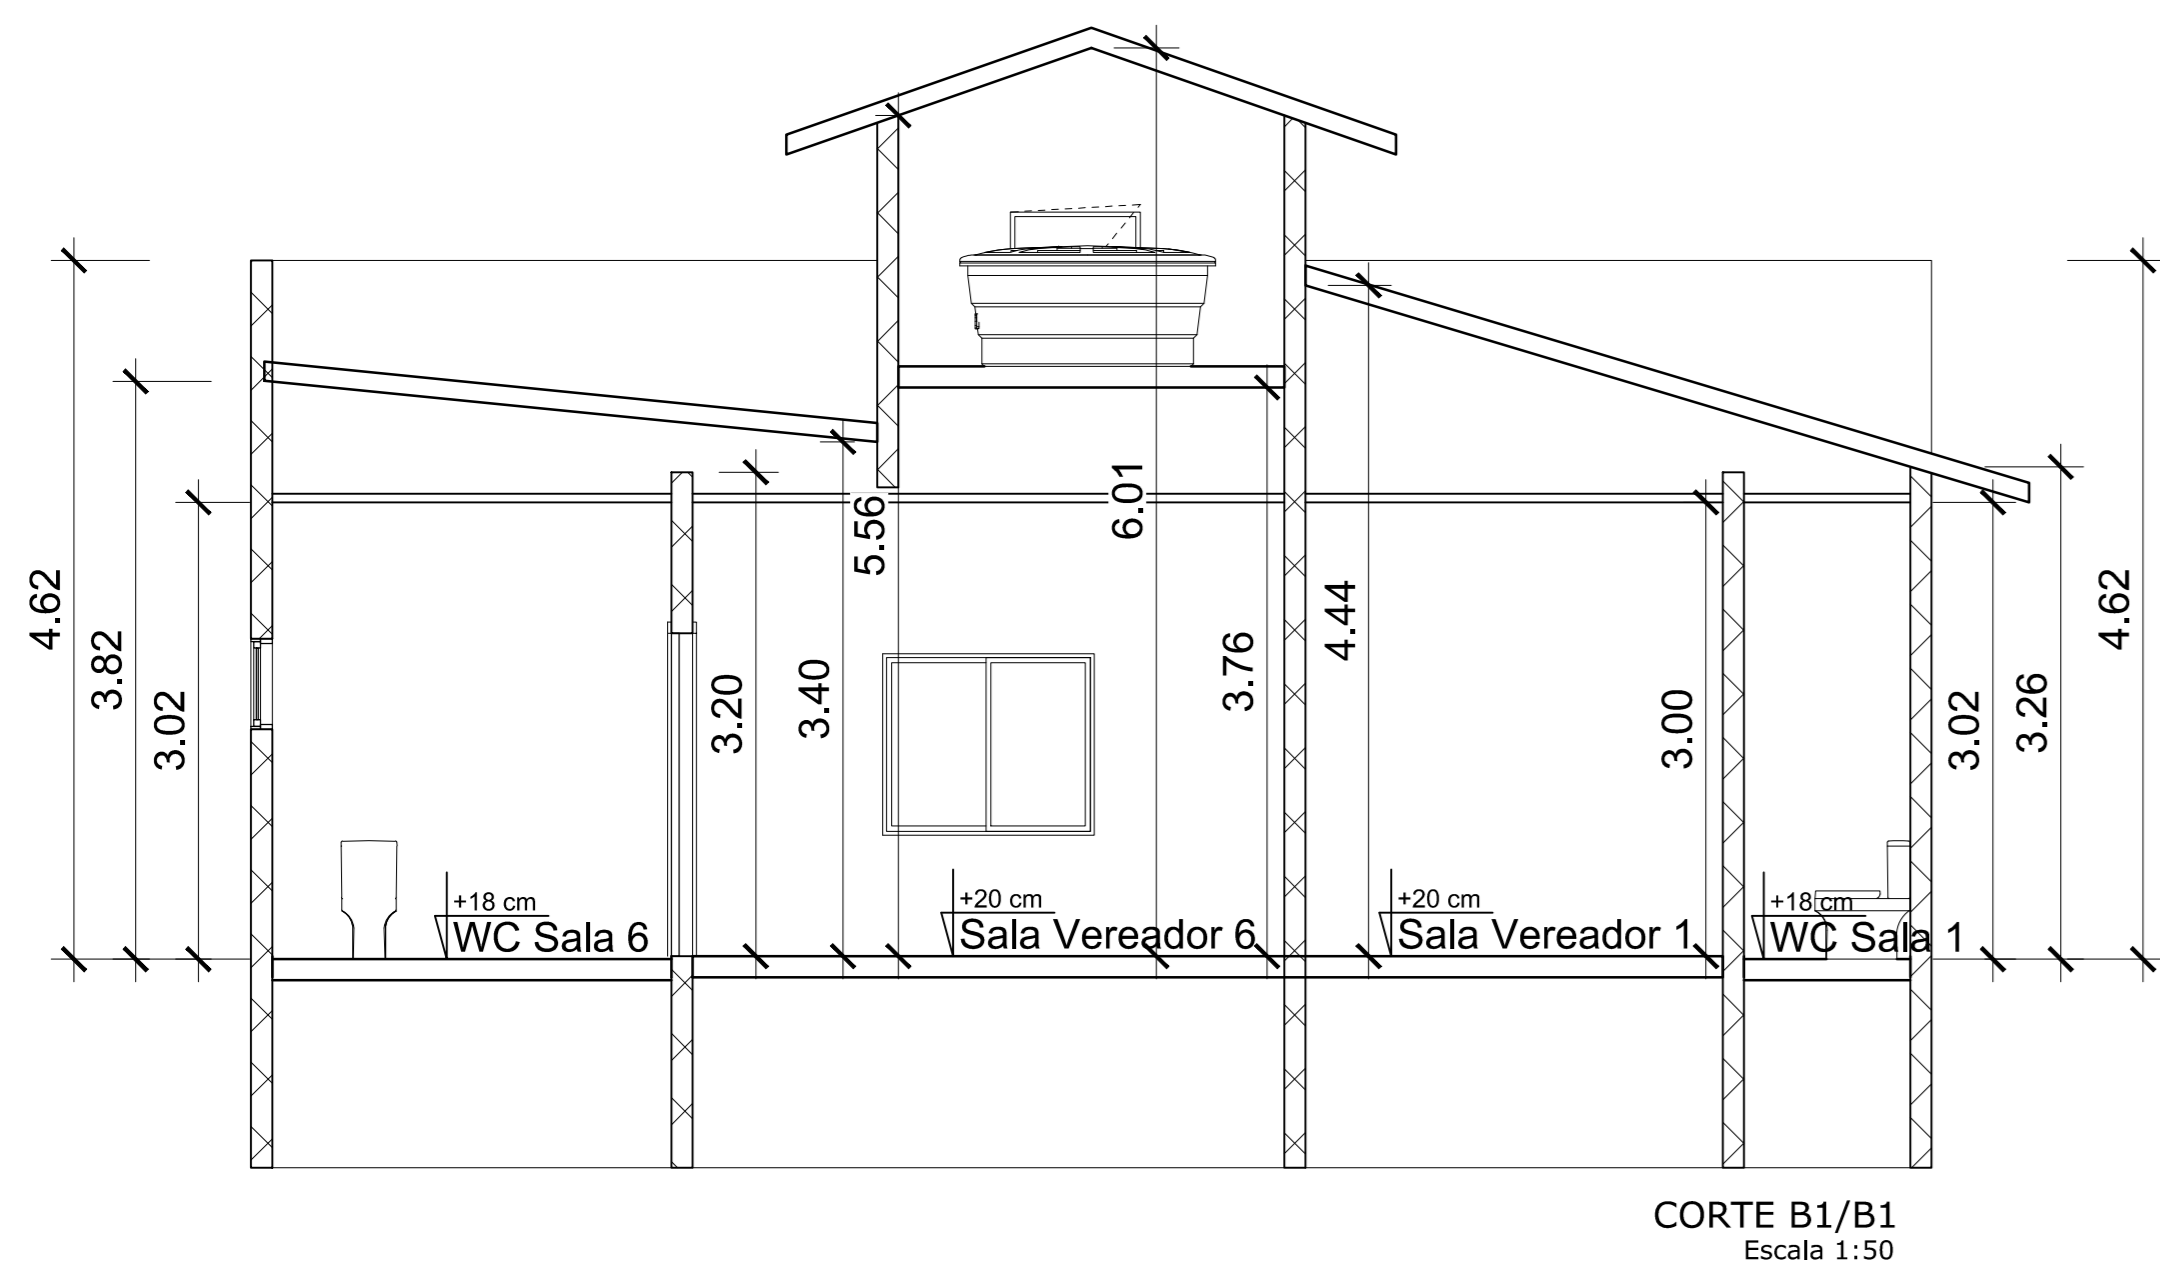 6.01
5.56
4.62
3.82
3.02
3.20
3.40
3.76
4.44
3.00
3.02
3.26
4.62
+18 cm
WC Sala 6
+20 cm
Sala Vereador 6
+20 cm
Sala Vereador 1
+18 cm
WC Sala 1
CORTE B1/B1
Escala 1:50